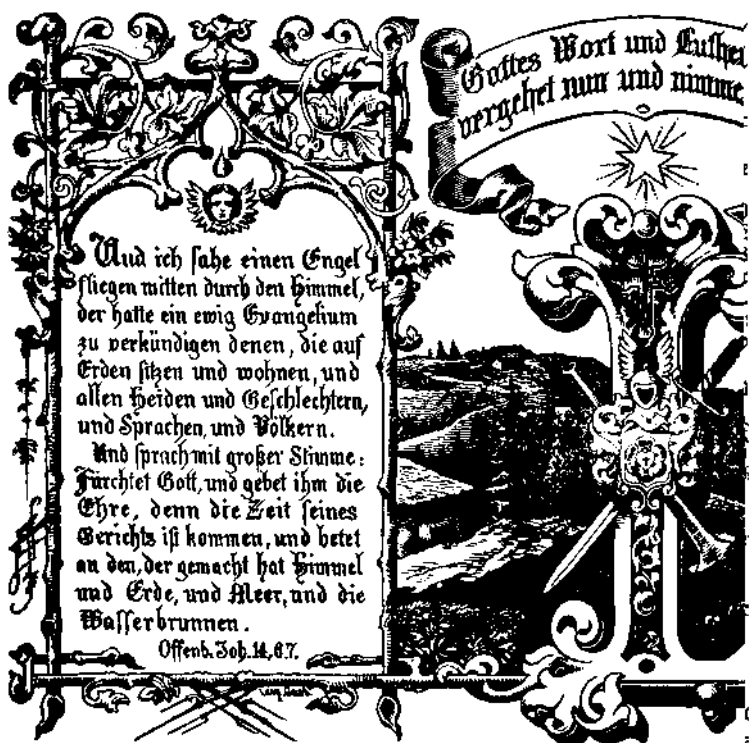 Gottes Wort und Luther
vergehet nun und nimme
Und ich sahe einen Engel
fliegen mitten durch den Himmel,
der hatte ein ewig Evangelium
zu verkündigen denen, die auf
Erden sitzen und wohnen, und
allen Heiden und Geschlechtern,
und Sprachen, und Völkern.
Und sprach mit großer Stimme:
Fürchtet Gott, und gebet ihm die
Ehre, denn die Zeit seines
Gerichts ist kommen, und betet
an den, der gemacht hat Himmel
und Erde, und Meer, und die
Wasserbrunnen.
Offenb. Joh. 14, 6 7.